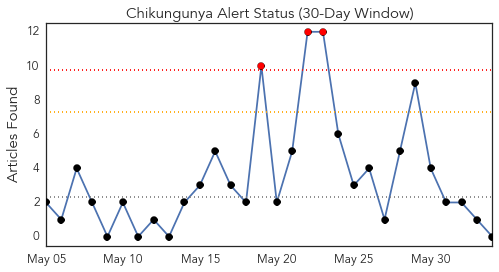 Chikungunya Alert Status (30-Day Window)
Articles Found
12
10
8
6
4
2
0
May 05
May 10
May 15
May 20
May 25
May 30